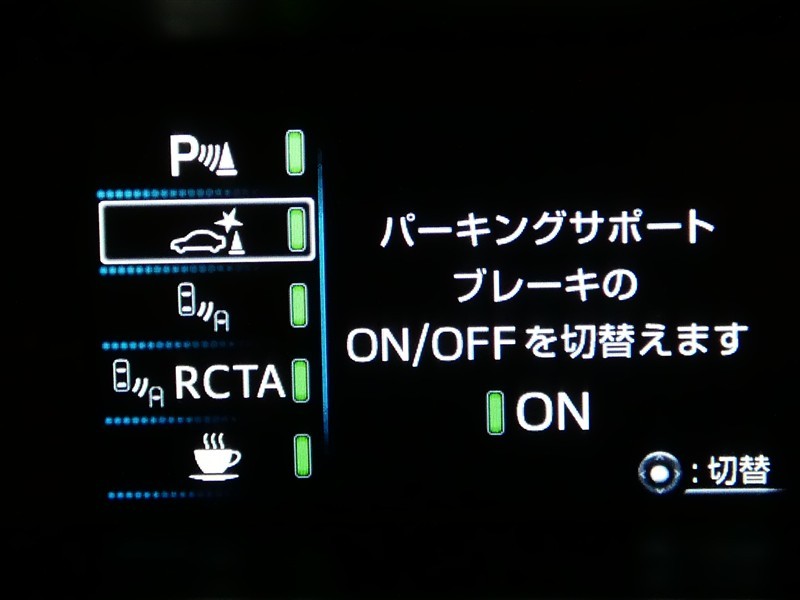 P
RCTA
パーキングサポート
ブレーキの
ON/OFFを切替えます
ON
:切替